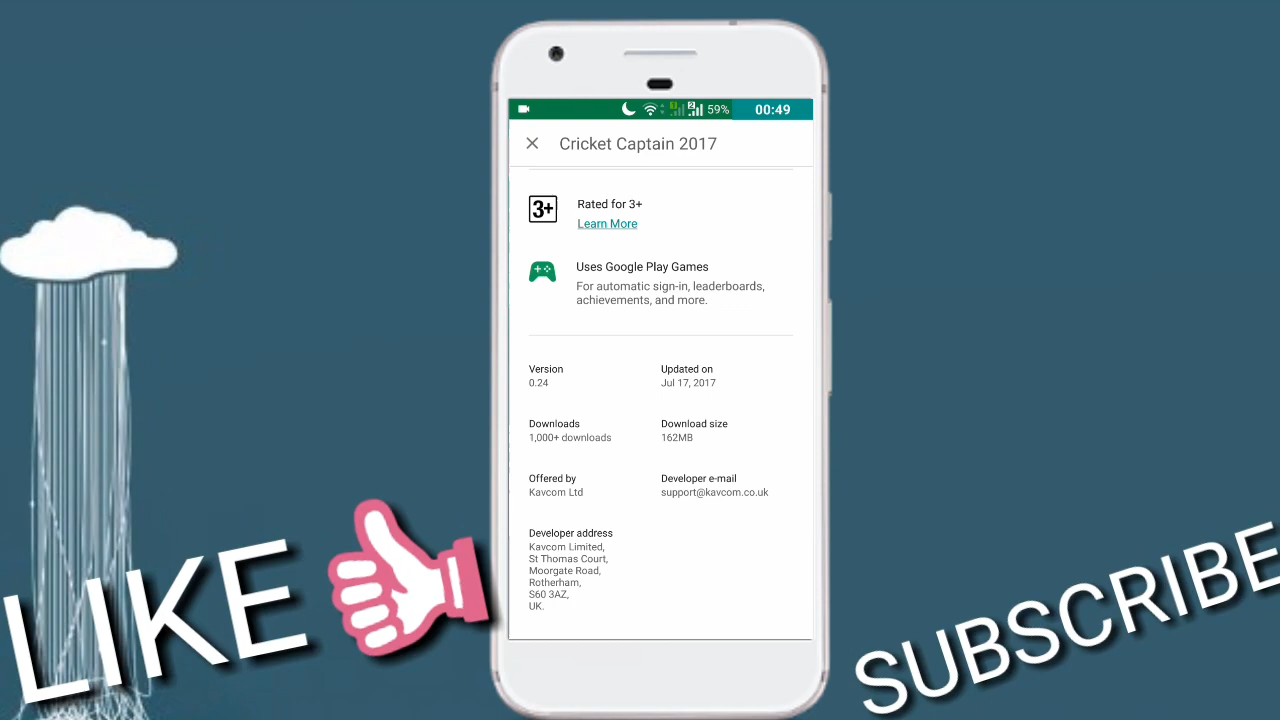 59% 00:49
Cricket Captain 2017
3+
Rated for 3+
Learn More
Uses Google Play Games
For automatic sign-in, leaderboards,
achievements, and more.
Version
0.24
Updated on
Jul 17, 2017
Downloads
1,000+ downloads
Download size
162MB
Offered by
Kavcom Ltd
Developer e-mail
support@kavcom.co.uk
Developer address
Kavcom Limited,
St Thomas Court,
Moorgate Road,
Rotherham,
S60 3AZ,
UK.
LIKE
SUBSCRIBE